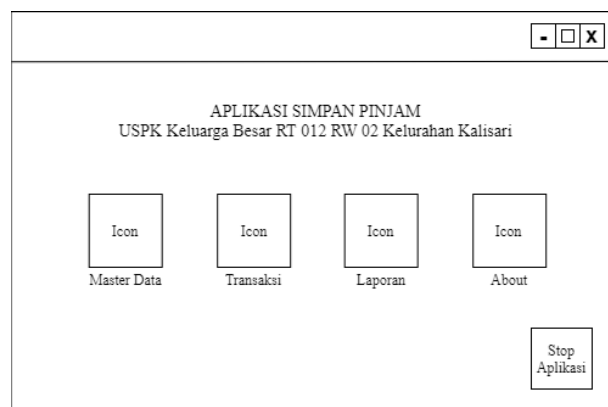 - □ X
APLIKASI SIMPAN PINJAM
USPK Keluarga Besar RT 012 RW 02 Kelurahan Kalisari
Icon Icon Icon Icon
Master Data Transaksi Laporan About
Stop
Aplikasi